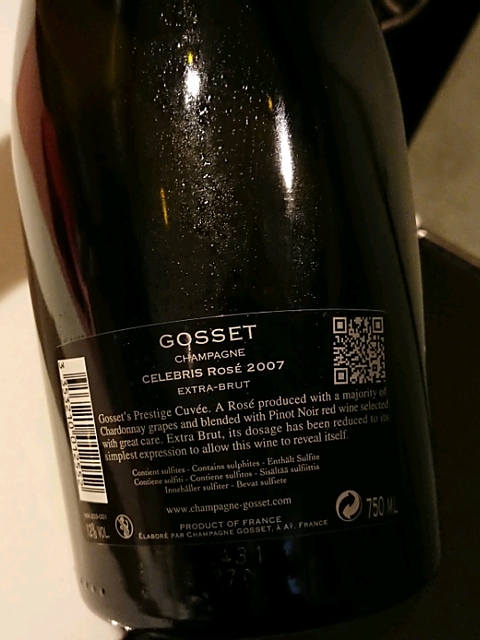 GOSSET
CHAMPAGNE
CELEBRIS ROSÉ 2007
EXTRA-BRUT
Gosset's Prestige Cuvée. A Rosé produced with a majority of
Chardonnay grapes and blended with Pinot Noir red wine selected
with great care. Extra Brut, its dosage has been reduced to its
simplest expression to allow this wine to reveal itself.
Contient sulfites - Contains sulphites - Enthält Sulfite
Contiene solfiti - Contiene sulfitos - Sisältää sulfiittia
Innehåller sulfiter - Bevat sulfiete
www.champagne-gosset.com
12% VOL.
750 ML
PRODUCT OF FRANCE
ÉLABORÉ PAR CHAMPAGNE GOSSET, À AŸ, FRANCE